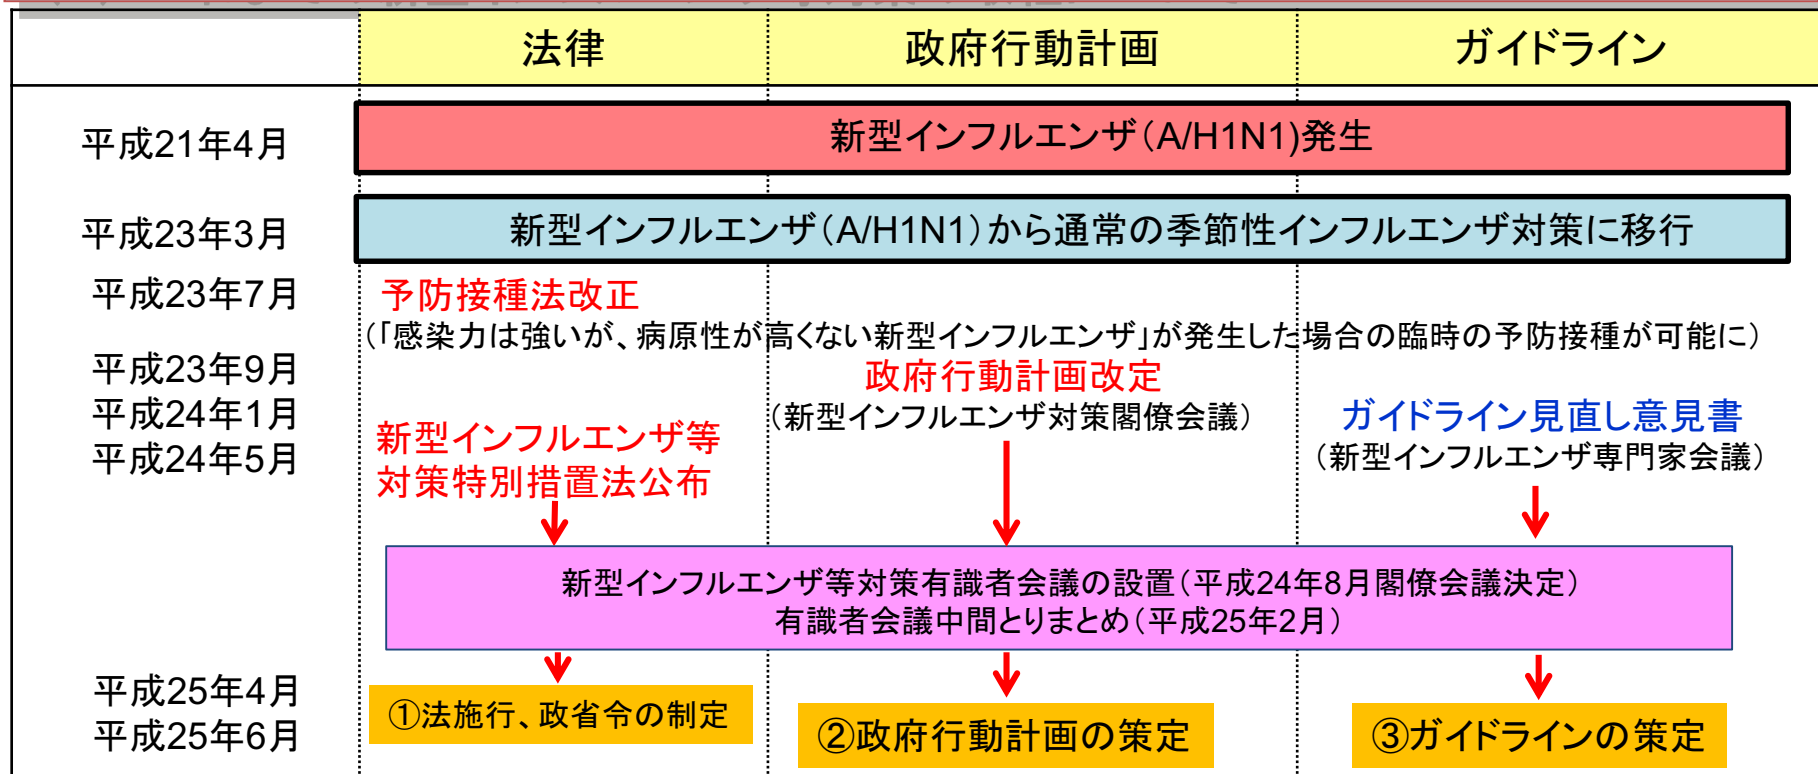 法律 政府行動計画 ガイドライン
平成21年4月 新型インフルエンザ（A/H1N1)発生
平成23年3月 新型インフルエンザ（A/H1N1）から通常の季節性インフルエンザ対策に移行
平成23年7月 予防接種法改正
（「感染力は強いが、病原性が高くない新型インフルエンザ」が発生した場合の臨時の予防接種が可能に）
平成23年9月 政府行動計画改定
（新型インフルエンザ対策閣僚会議）
平成24年1月 ガイドライン見直し意見書
（新型インフルエンザ専門家会議）
平成24年5月 新型インフルエンザ等
対策特別措置法公布
新型インフルエンザ等対策有識者会議の設置（平成24年8月閣僚会議決定）
有識者会議中間とりまとめ（平成25年2月）
平成25年4月 ①法施行、政省令の制定
平成25年6月 ②政府行動計画の策定 ③ガイドラインの策定